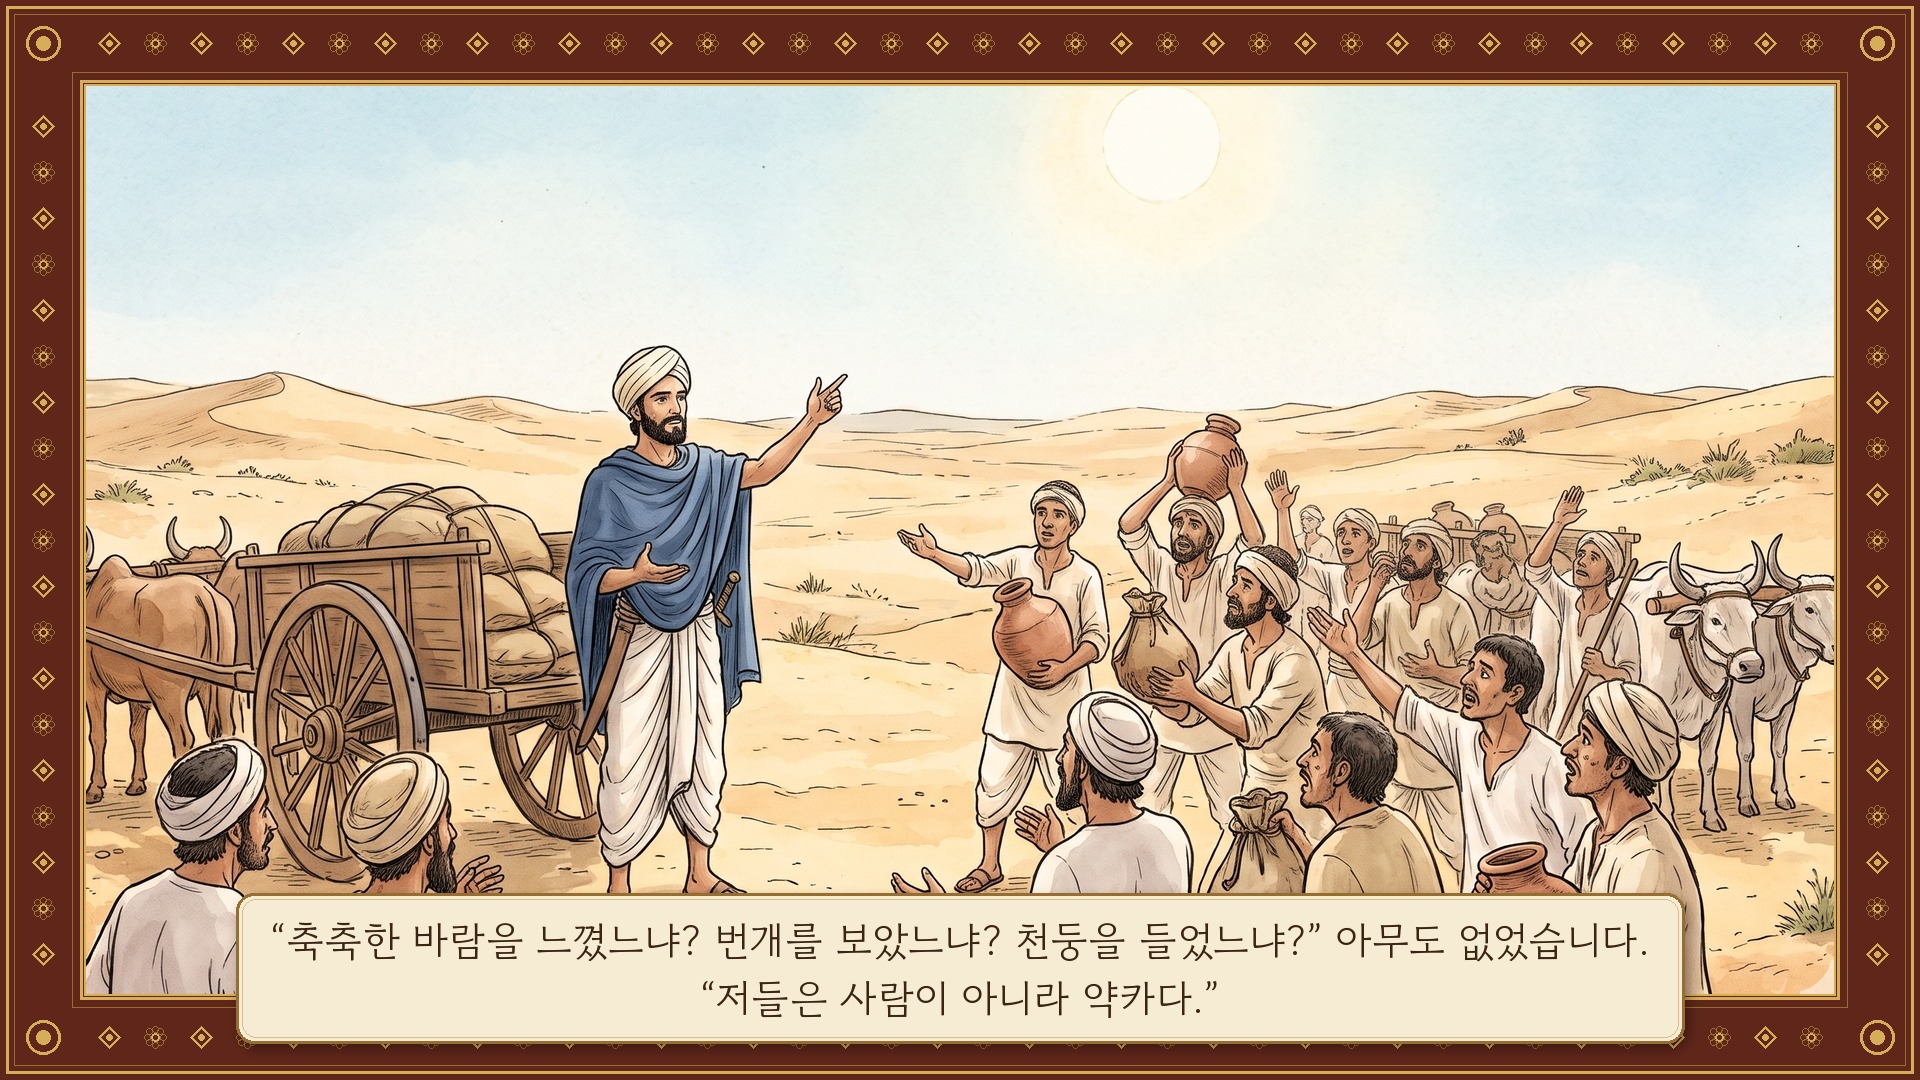 “축축한 바람을 느꼈느냐? 번개를 보았느냐? 천둥을 들었느냐?” 아무도 없었습니다.
“저들은 사람이 아니라 약카다.”